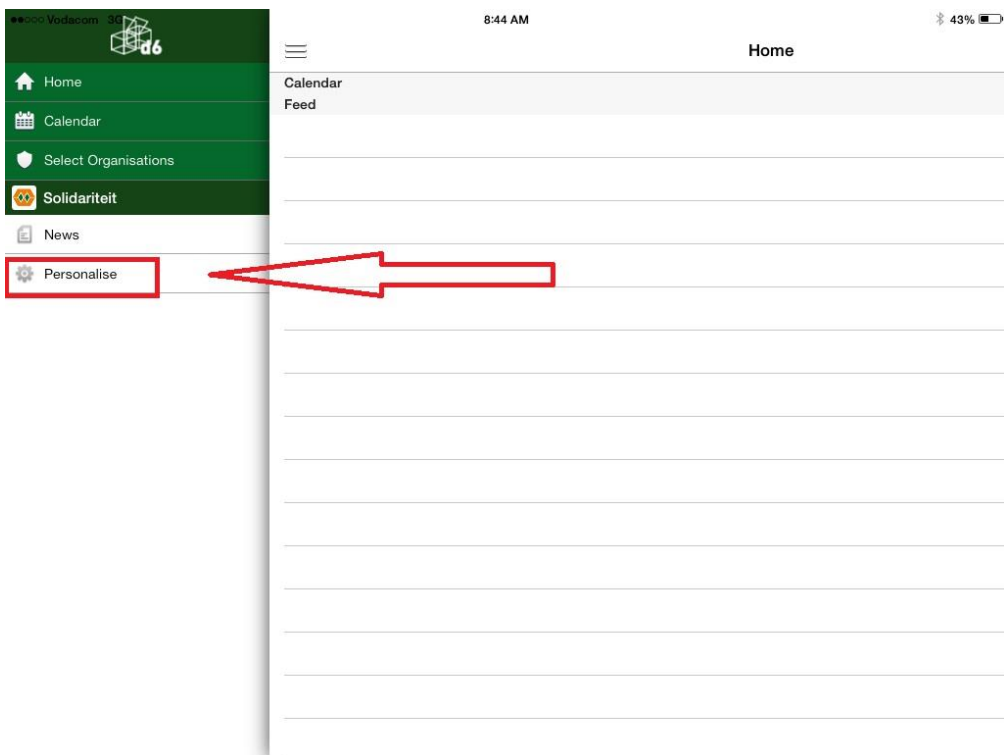 Vodacom 3G
8:44 AM
43%
d6
Home
Home
Calendar
Select Organisations
Solidariteit
News
Personalise
Calendar
Feed